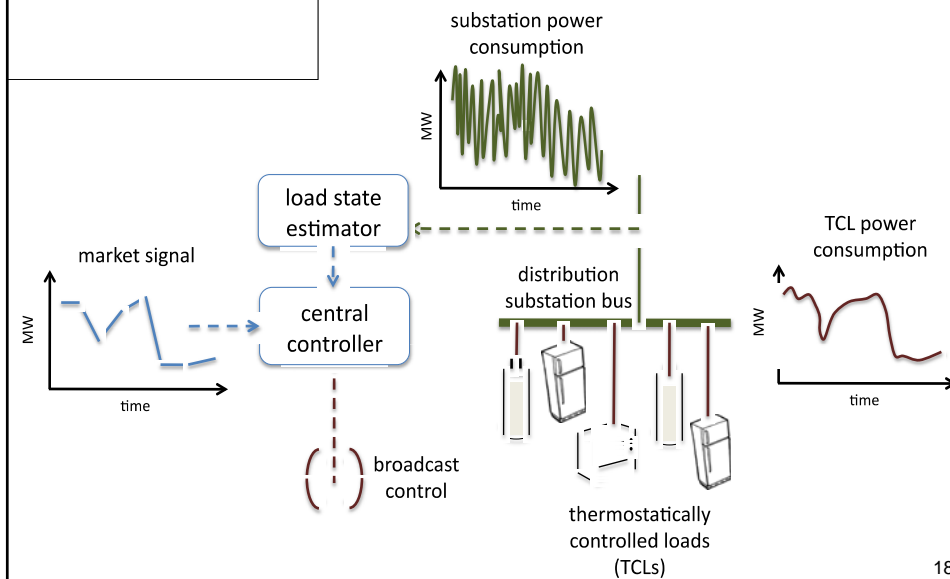 substation power
consumption
MW
time
load state
estimator
TCL power
consumption
market signal
distribution
substation bus
MW
central
controller
MW
time
time
broadcast
control
thermostatically
controlled loads
(TCLs)
18